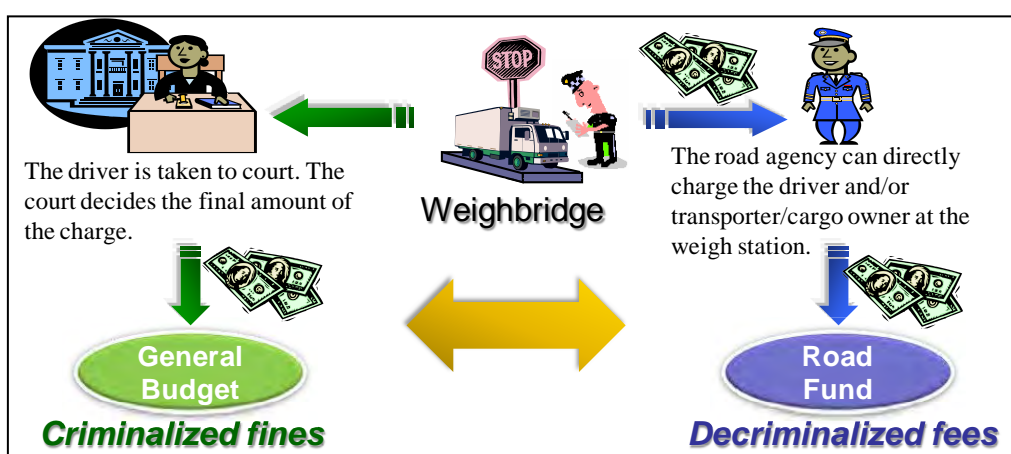 STOP
The driver is taken to court. The
court decides the final amount of
the charge.
Weighbridge
The road agency can directly
charge the driver and/or
transporter/cargo owner at the
weigh station.
General
Budget
Criminalized fines
Road
Fund
Decriminalized fees